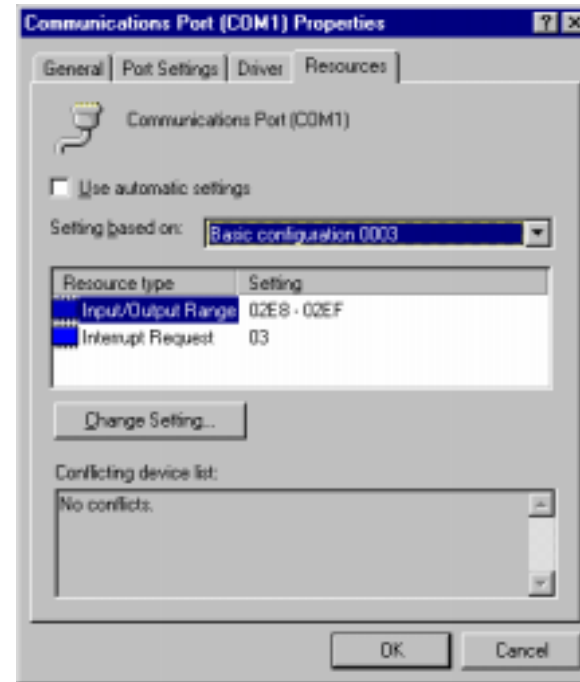 Communications Port (COM1) Properties
General Port Settings Driver Resources
Communications Port (COM1)
Use automatic settings
Setting based on: Basic configuration 0003
Resource type Setting
Input/Output Range 02E8 - 02EF
Interrupt Request 03
Change Setting...
Conflicting device list:
No conflicts.
OK Cancel